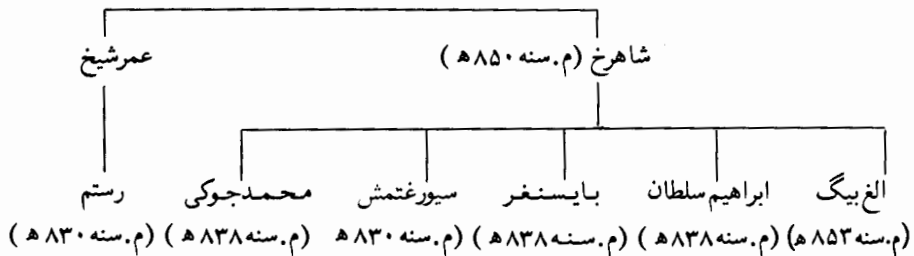 شاهرخ (م.سنه ۸۵۰ ه) عمرشیخ
الغ‌بیگ ابراهیم‌سلطان بایسنغر سیورغتمش محمدجوکی رستم
(م.سنه ۸۵۳ ه) (م.سنه ۸۳۸ ه) (م.سنه ۸۳۸ ه) (م.سنه ۸۳۰ ه (م.سنه ۸۳۸ ه) (م.سنه ۸۳۰ ه)